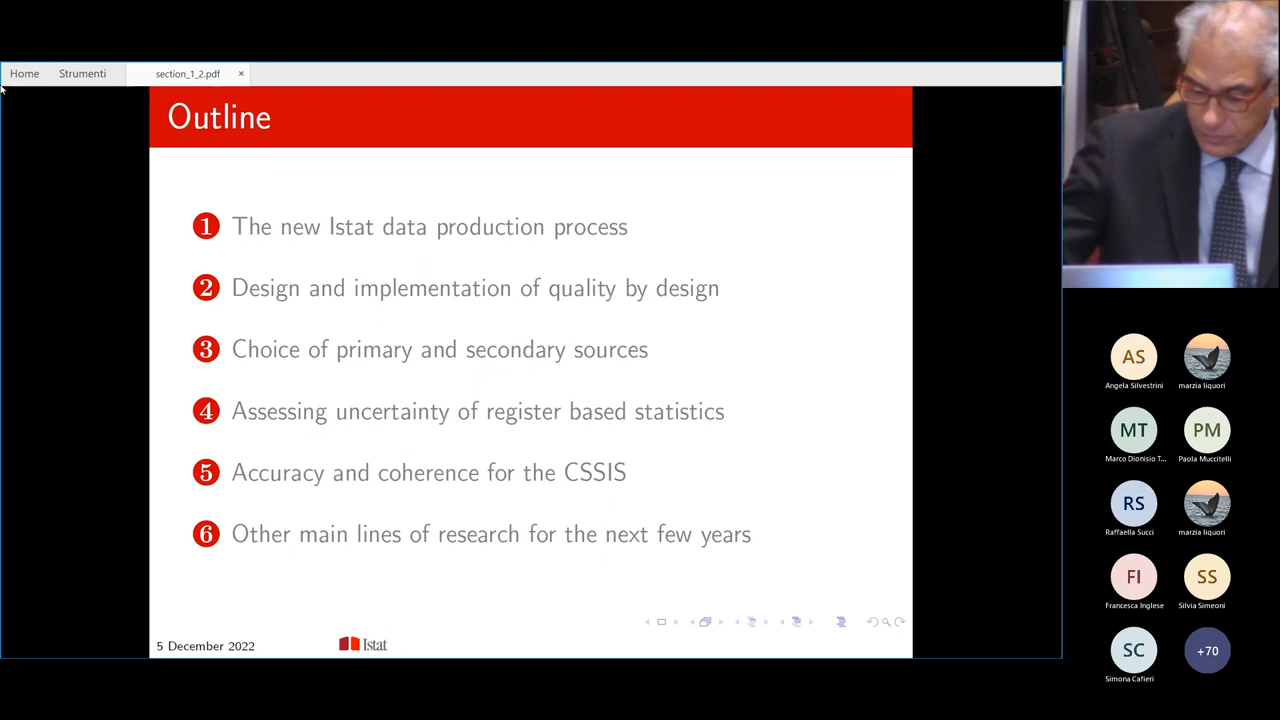 Home
Strumenti
section_1_2.pdf
×
Outline
1 The new Istat data production process
2 Design and implementation of quality by design
3 Choice of primary and secondary sources
4 Assessing uncertainty of register based statistics
5 Accuracy and coherence for the CSSIS
6 Other main lines of research for the next few years
5 December 2022
Istat
AS
Angela Silvestrini
marzia liquori
MT
Marco Dionisio T...
PM
Paola Muccitelli
RS
Raffaella Succi
marzia liquori
FI
Francesca Inglese
SS
Silvia Simeoni
SC
Simona Cafieri
+70